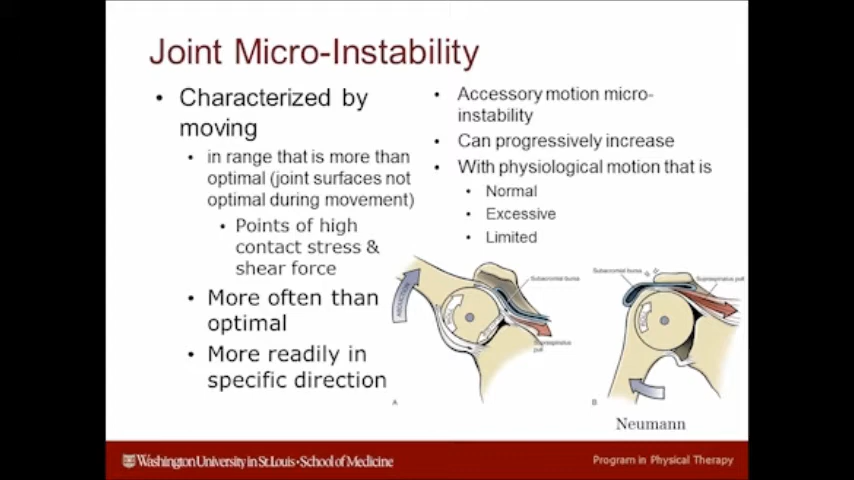 Joint Micro-Instability
• Characterized by
moving
• in range that is more than
optimal (joint surfaces not
optimal during movement)
• Points of high
contact stress &
shear force
• More often than
optimal
• More readily in
specific direction
• Accessory motion micro-
instability
• Can progressively increase
• With physiological motion that is
• Normal
• Excessive
• Limited
Subacromial bursa
ABDUCTION
Supraspinatus
pull
A
Subacromial bursa
Supraspinatus pull
B
Neumann
Washington University in St. Louis • School of Medicine
Program in Physical Therapy